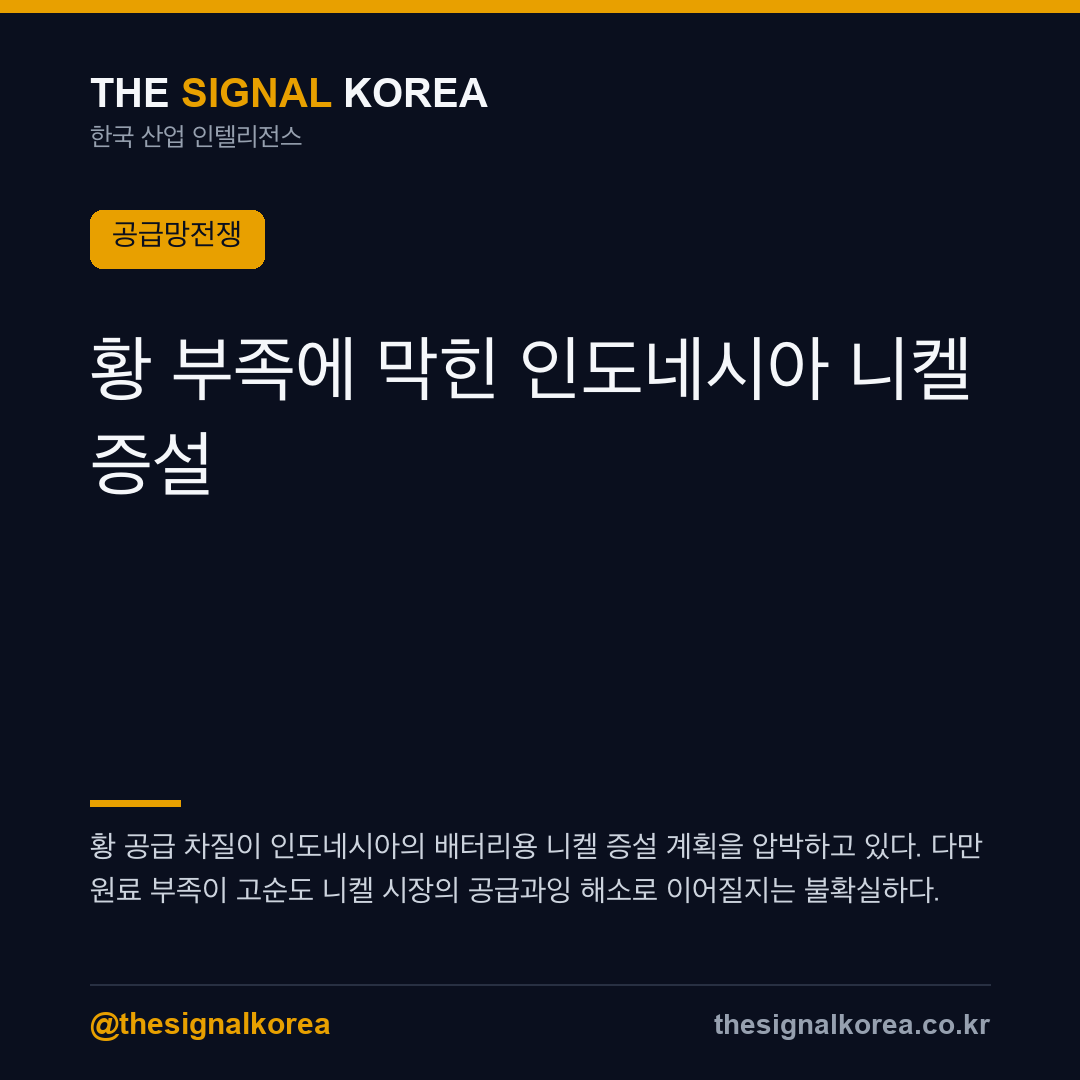 THE SIGNAL KOREA
한국 산업 인텔리전스
공급망전쟁
황 부족에 막힌 인도네시아 니켈
증설
황 공급 차질이 인도네시아의 배터리용 니켈 증설 계획을 압박하고 있다. 다만
원료 부족이 고순도 니켈 시장의 공급과잉 해소로 이어질지는 불확실하다.
@thesignalkorea
thesignalkorea.co.kr